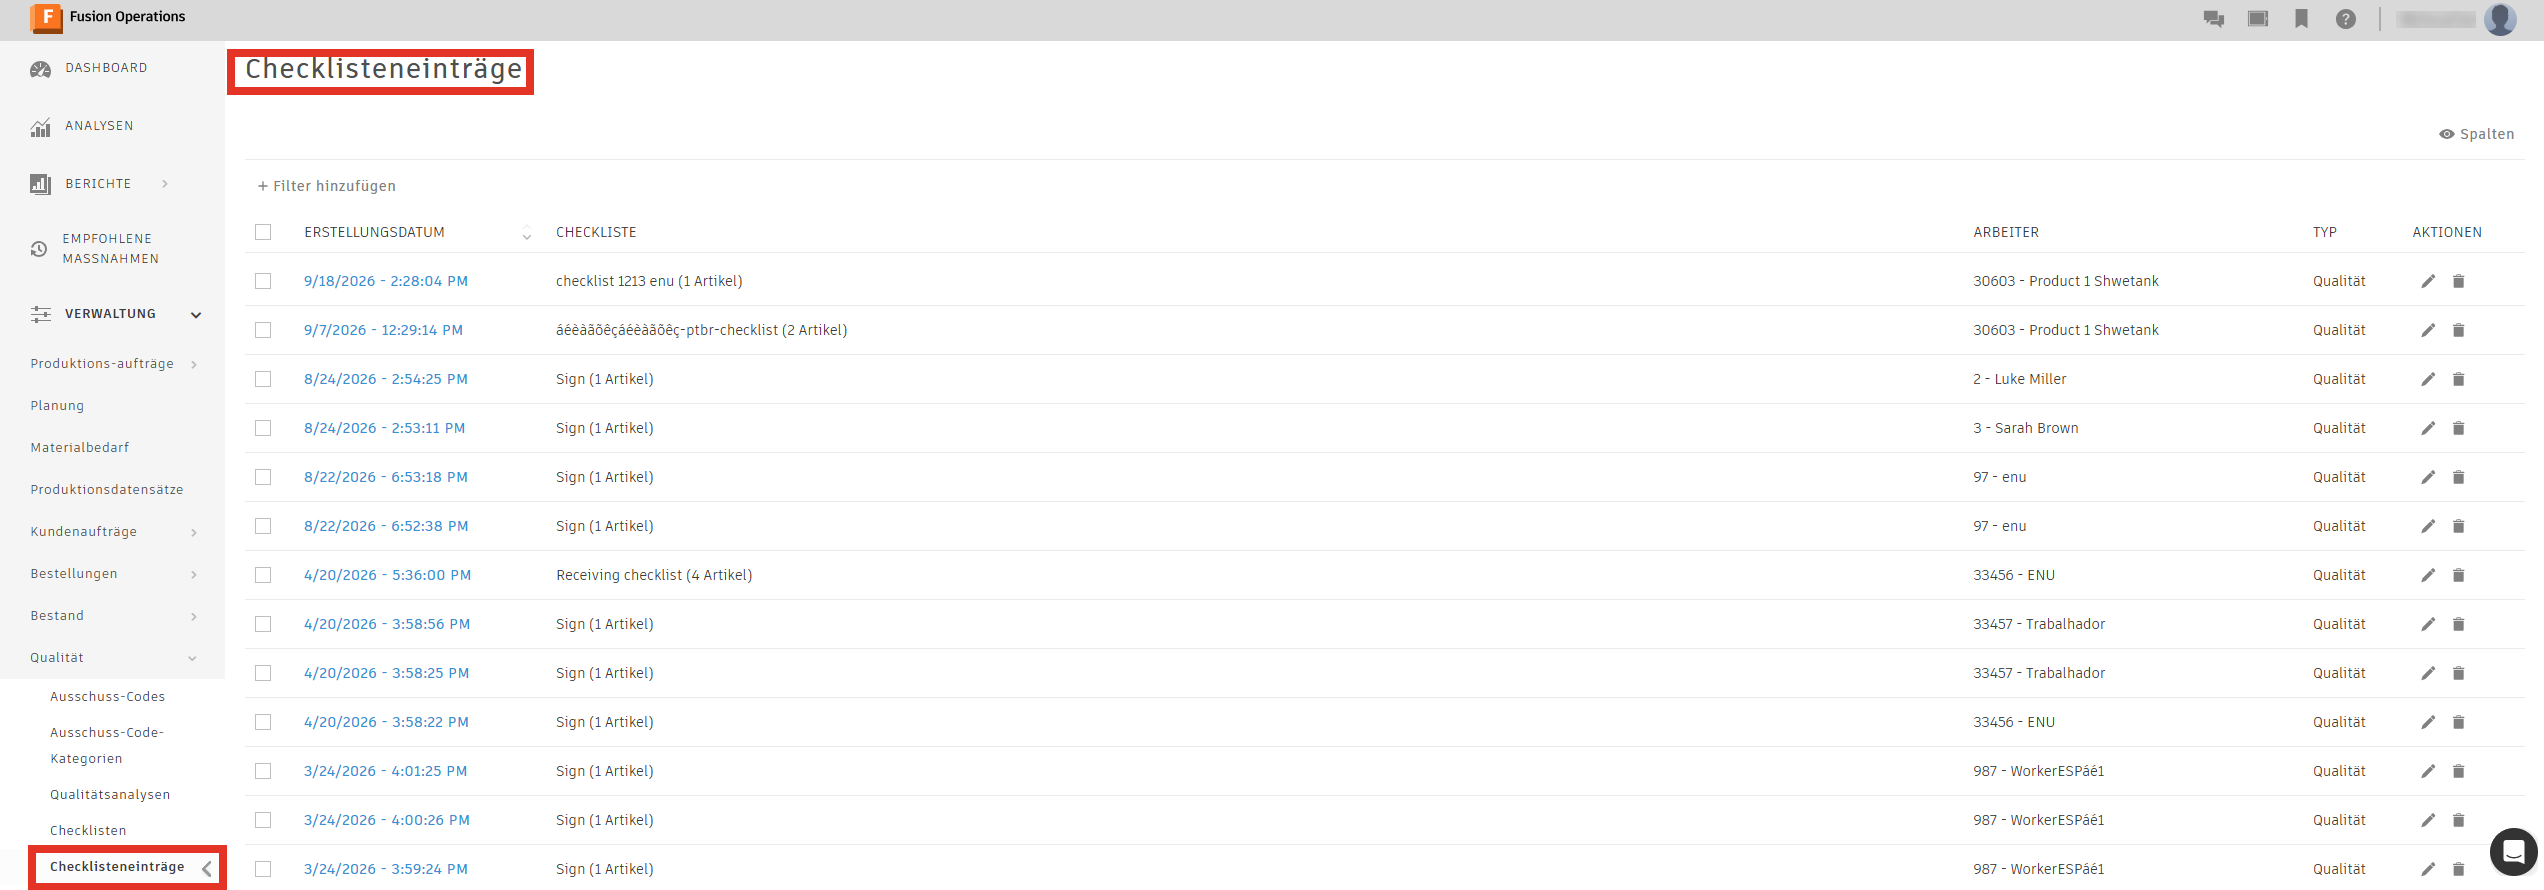 Fusion Operations
DASHBOARD
ANALYSEN
BERICHTE
EMPFOHLENE
MASSNAHMEN
VERWALTUNG
Produktions-aufträge
Planung
Materialbedarf
Produktionsdatensätze
Kundenaufträge
Bestellungen
Bestand
Qualität
Ausschuss-Codes
Ausschuss-Code-
Kategorien
Qualitätsanalysen
Checklisten
Checklisteneinträge
Checklisteneinträge
Spalten
+ Filter hinzufügen
ERSTELLUNGSDATUM CHECKLISTE ARBEITER TYP AKTIONEN
9/18/2026 - 2:28:04 PM checklist 1213 enu (1 Artikel) 30603 - Product 1 Shwetank Qualität
9/7/2026 - 12:29:14 PM áéèàãõêçáéèàãõêç-ptbr-checklist (2 Artikel) 30603 - Product 1 Shwetank Qualität
8/24/2026 - 2:54:25 PM Sign (1 Artikel) 2 - Luke Miller Qualität
8/24/2026 - 2:53:11 PM Sign (1 Artikel) 3 - Sarah Brown Qualität
8/22/2026 - 6:53:18 PM Sign (1 Artikel) 97 - enu Qualität
8/22/2026 - 6:52:38 PM Sign (1 Artikel) 97 - enu Qualität
4/20/2026 - 5:36:00 PM Receiving checklist (4 Artikel) 33456 - ENU Qualität
4/20/2026 - 3:58:56 PM Sign (1 Artikel) 33457 - Trabalhador Qualität
4/20/2026 - 3:58:25 PM Sign (1 Artikel) 33457 - Trabalhador Qualität
4/20/2026 - 3:58:22 PM Sign (1 Artikel) 33456 - ENU Qualität
3/24/2026 - 4:01:25 PM Sign (1 Artikel) 987 - WorkerESPáé1 Qualität
3/24/2026 - 4:00:26 PM Sign (1 Artikel) 987 - WorkerESPáé1 Qualität
3/24/2026 - 3:59:24 PM Sign (1 Artikel) 987 - WorkerESPáé1 Qualität